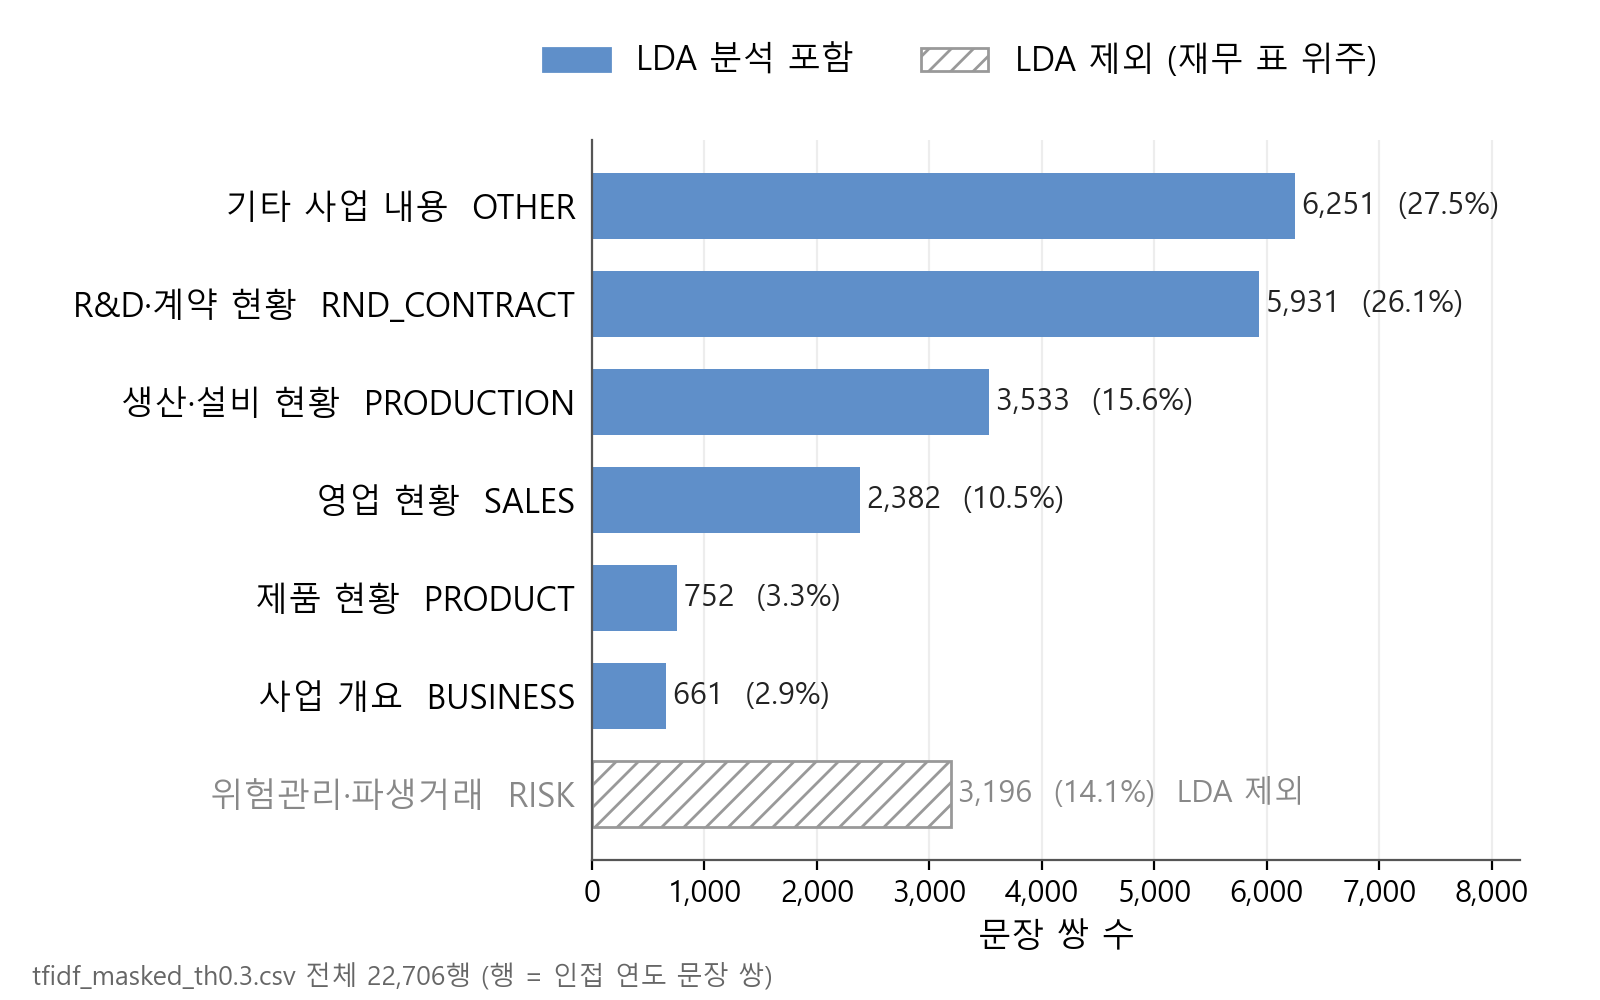 LDA 분석 포함 LDA 제외 (재무 표 위주)
기타 사업 내용 OTHER 6,251 (27.5%)
R&D·계약 현황 RND_CONTRACT 5,931 (26.1%)
생산·설비 현황 PRODUCTION 3,533 (15.6%)
영업 현황 SALES 2,382 (10.5%)
제품 현황 PRODUCT 752 (3.3%)
사업 개요 BUSINESS 661 (2.9%)
위험관리·파생거래 RISK 3,196 (14.1%) LDA 제외
0 1,000 2,000 3,000 4,000 5,000 6,000 7,000 8,000
문장 쌍 수
tfidf_masked_th0.3.csv 전체 22,706행 (행 = 인접 연도 문장 쌍)